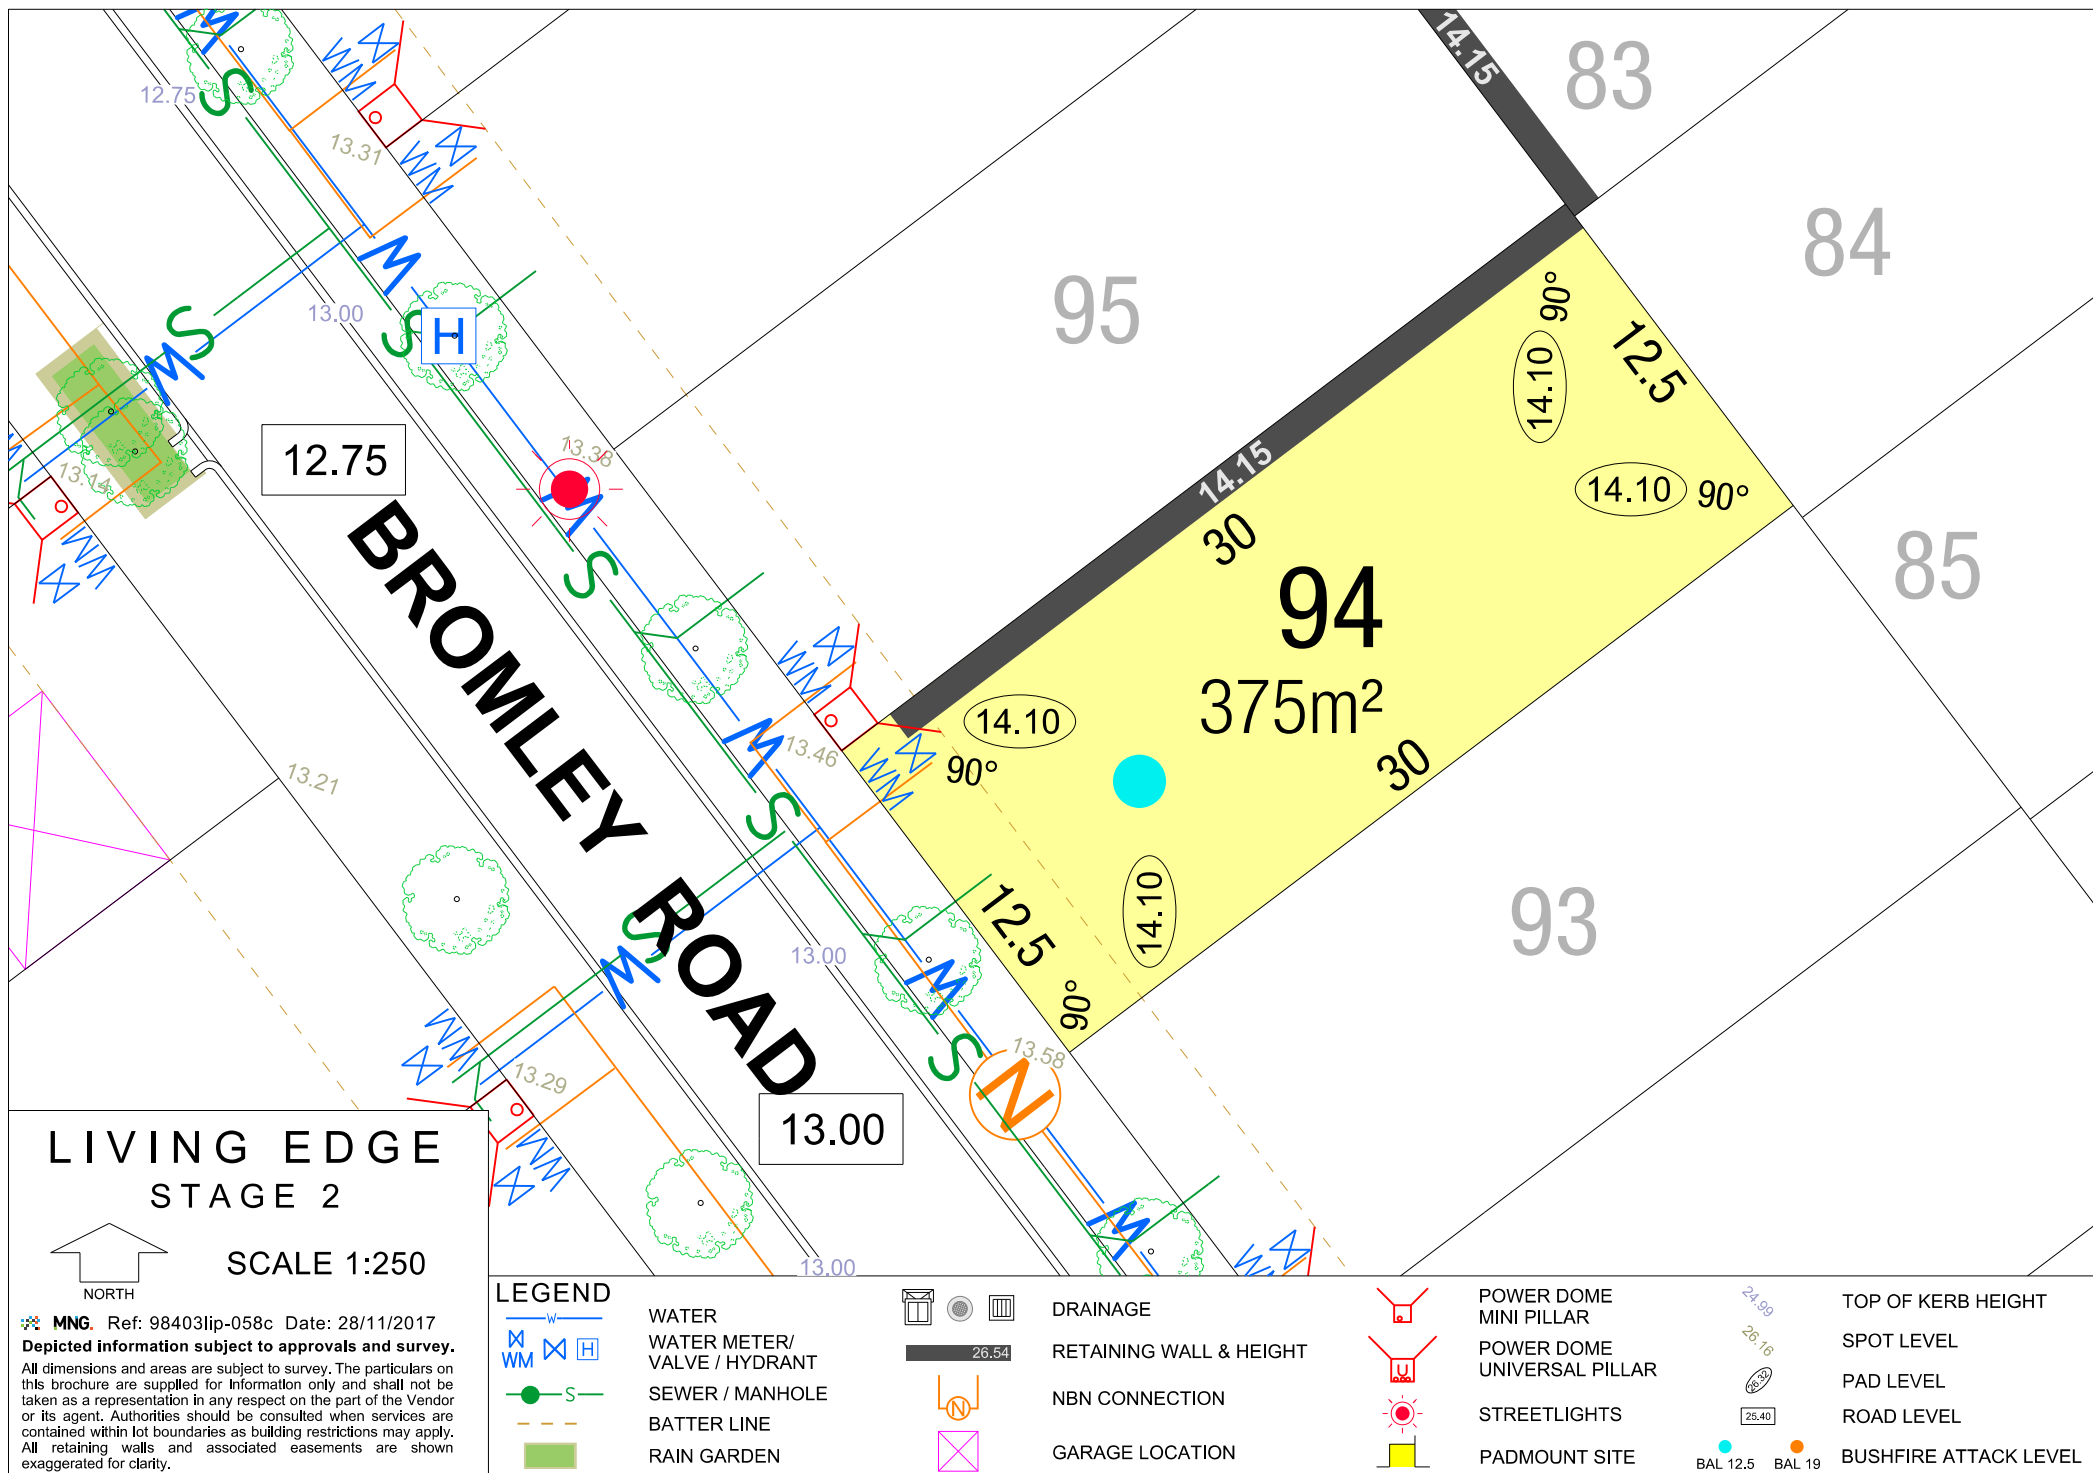 14.15
83
12.75
13.31
84
95
13.00
H
90°
12.5
14.10
13.38
12.75
14.15
14.10
90°
13.14
30
85
94
375m²
BROMLEY ROAD
14.10
13.46
90°
30
13.21
14.10
12.5
93
13.00
90°
13.58
N
13.29
13.00
13.00
LIVING EDGE
STAGE 2
SCALE 1:250
NORTH
MNG. Ref: 98403lip-058c Date: 28/11/2017
Depicted information subject to approvals and survey.
All dimensions and areas are subject to survey. The particulars on
this brochure are supplied for information only and shall not be
taken as a representation in any respect on the part of the Vendor
or its agent. Authorities should be consulted when services are
contained within lot boundaries as building restrictions may apply.
All retaining walls and associated easements are shown
exaggerated for clarity.
LEGEND
W WATER
WM H WATER METER/
VALVE / HYDRANT
S SEWER / MANHOLE
BATTER LINE
RAIN GARDEN
DRAINAGE
26.54 RETAINING WALL & HEIGHT
N NBN CONNECTION
GARAGE LOCATION
POWER DOME
MINI PILLAR
POWER DOME
UNIVERSAL PILLAR
STREETLIGHTS
PADMOUNT SITE
24.99 TOP OF KERB HEIGHT
26.16 SPOT LEVEL
26.32 PAD LEVEL
25.40 ROAD LEVEL
BAL 12.5 BAL 19 BUSHFIRE ATTACK LEVEL